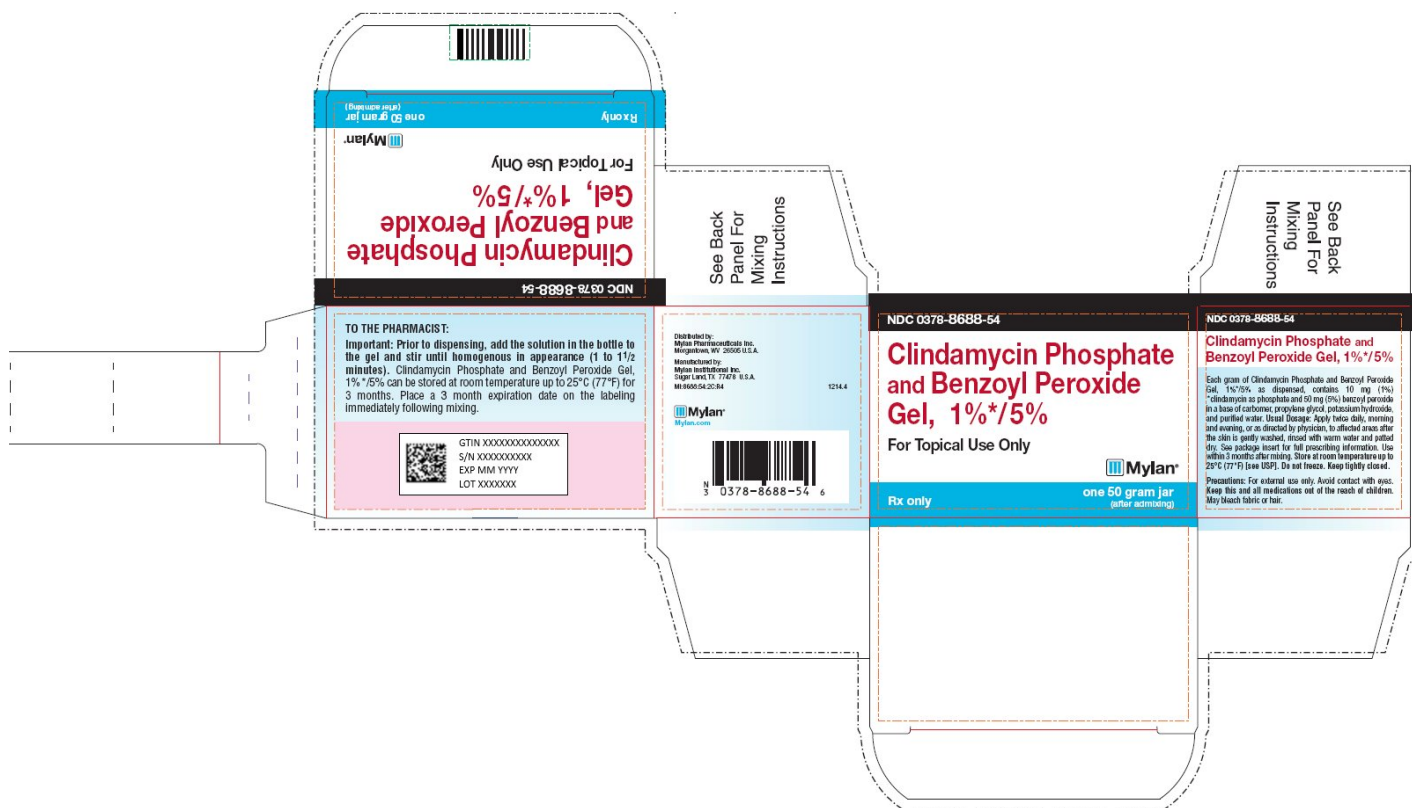 Rx only
one 50 gram jar
(after admixing)
Mylan®
For Topical Use Only
Clindamycin Phosphate
and Benzoyl Peroxide
Gel, 1%*/5%
NDC 0378-8688-54
TO THE PHARMACIST:
Important: Prior to dispensing, add the solution in the bottle to
the gel and stir until homogenous in appearance (1 to 1½
minutes). Clindamycin Phosphate and Benzoyl Peroxide Gel,
1%*/5% can be stored at room temperature up to 25°C (77°F) for
3 months. Place a 3 month expiration date on the labeling
immediately following mixing.
GTIN XXXXXXXXXXXXXX
S/N XXXXXXXXXX
EXP MM YYYY
LOT XXXXXXX
See Back
Panel For
Mixing
Instructions
Distributed by:
Mylan Pharmaceuticals Inc.
Morgantown, WV 26505 U.S.A.
Manufactured by:
Mylan Institutional Inc.
Sugar Land, TX 77478 U.S.A.
MI:8688:54:2C:R4
1214.4
Mylan®
Mylan.com
N
3 0378-8688-54 6
NDC 0378-8688-54
Clindamycin Phosphate
and Benzoyl Peroxide
Gel, 1%*/5%
For Topical Use Only
Mylan®
Rx only
one 50 gram jar
(after admixing)
See Back
Panel For
Mixing
Instructions
NDC 0378-8688-54
Clindamycin Phosphate and
Benzoyl Peroxide Gel, 1%*/5%
Each gram of Clindamycin Phosphate and Benzoyl Peroxide
Gel, 1%*/5% as dispensed, contains 10 mg (1%)
*clindamycin as phosphate and 50 mg (5%) benzoyl peroxide
in a base of carbomer, propylene glycol, potassium hydroxide,
and purified water. Usual Dosage: Apply twice daily, morning
and evening, or as directed by physician, to affected areas after
the skin is gently washed, rinsed with warm water and patted
dry. See package insert for full prescribing information. Use
within 3 months after mixing. Store at room temperature up to
25°C (77°F) [see USP]. Do not freeze. Keep tightly closed.
Precautions: For external use only. Avoid contact with eyes.
Keep this and all medications out of the reach of children.
May bleach fabric or hair.